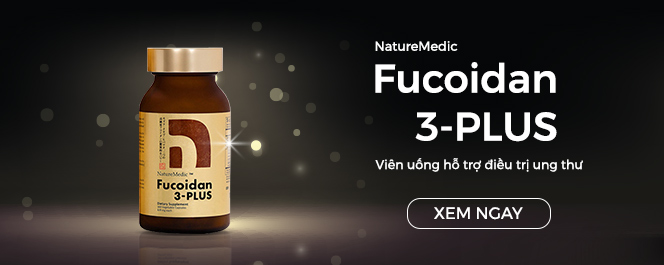 NatureMedic
Fucoidan
3-PLUS
Viên uống hỗ trợ điều trị ung thư
XEM NGAY
NatureMedic™
Fucoidan
3-PLUS
Dietary Supplement